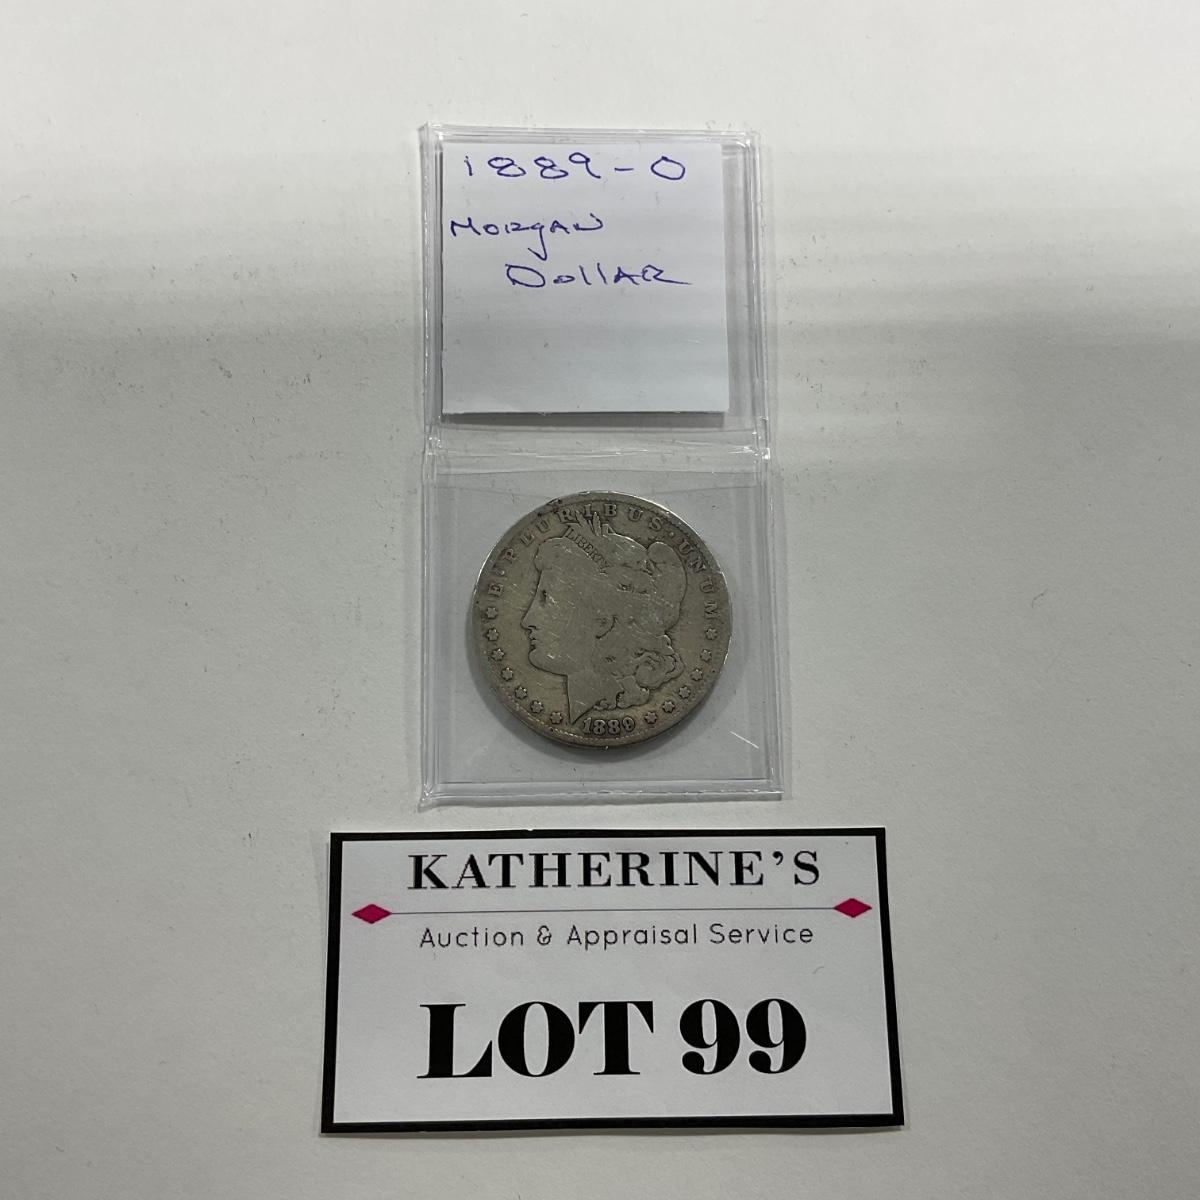 1889-O
Morgan
Dollar
E·PLURIBUS·UNUM
LIBERTY
1889
KATHERINE'S
Auction & Appraisal Service
LOT 99